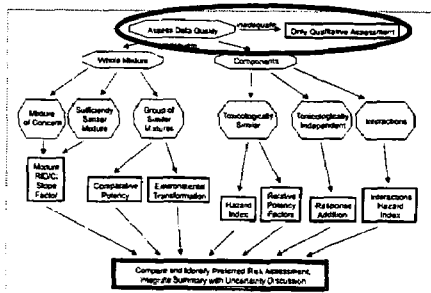 Assess Data Quality
inadequate
Only Qualitative Assessment
adequate
Whole Mixture
Components
Mixture
of Concern
Sufficiently
Similar
Mixture
Group of
Similar
Mixtures
Toxicologically
Similar
Toxicologically
Independent
Interactions
Mixture
RfD/C;
Slope
Factor
Comparative
Potency
Environmental
Transformation
Hazard
Index
Relative
Potency
Factors
Response
Addition
Interactions
Hazard
Index
Compare and Identify Preferred Risk Assessment,
Integrate Summary with Uncertainty Discussion